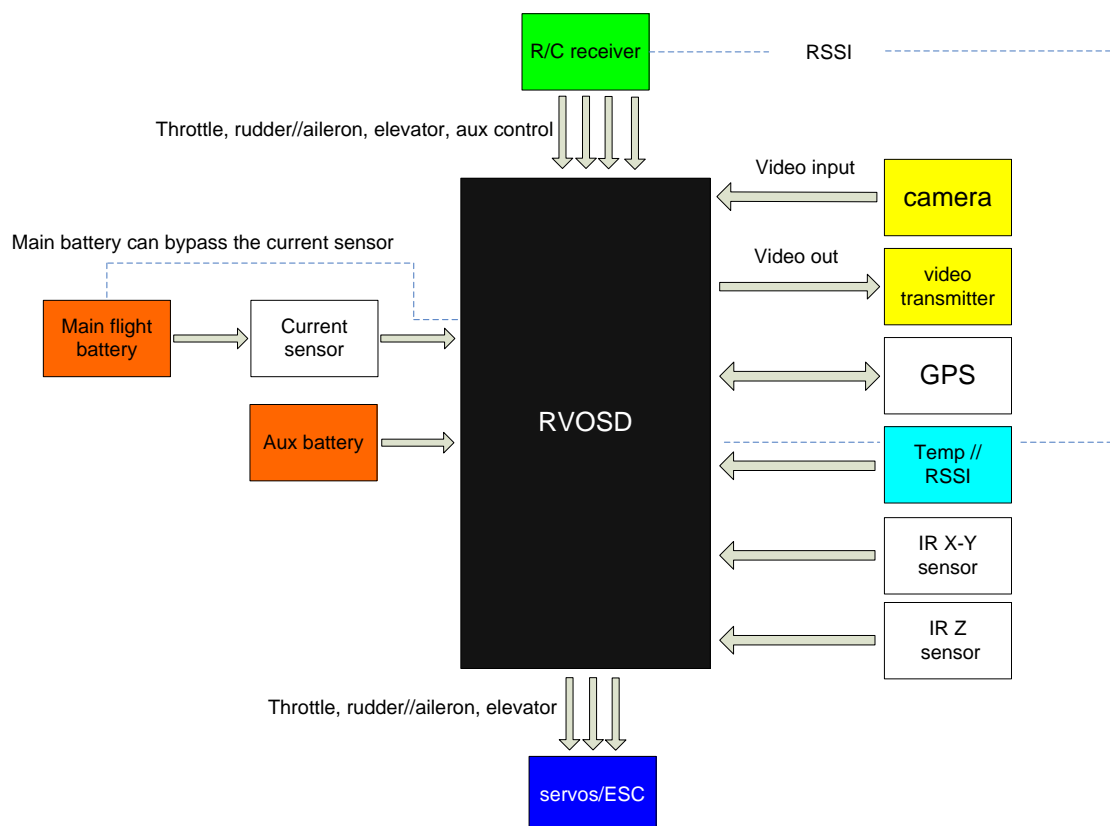 R/C receiver
RSSI
Throttle, rudder//aileron, elevator, aux control
Video input
camera
Main battery can bypass the current sensor
Video out
video
transmitter
Main flight
battery
Current
sensor
GPS
RVOSD
Aux battery
Temp //
RSSI
IR X-Y
sensor
IR Z
sensor
Throttle, rudder//aileron, elevator
servos/ESC